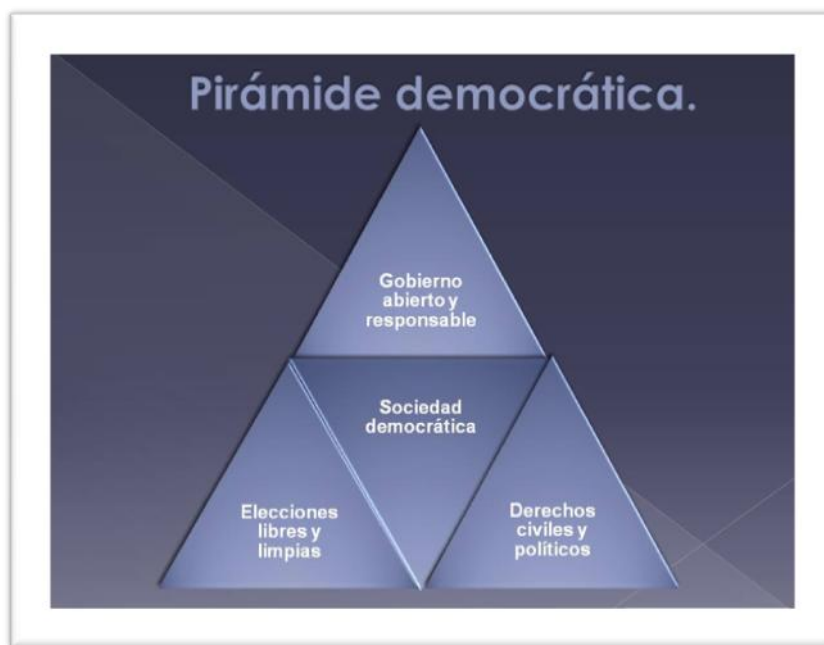 Pirámide democrática.
Gobierno
abierto y
responsable
Sociedad
democrática
Elecciones
libres y
limpias
Derechos
civiles y
políticos